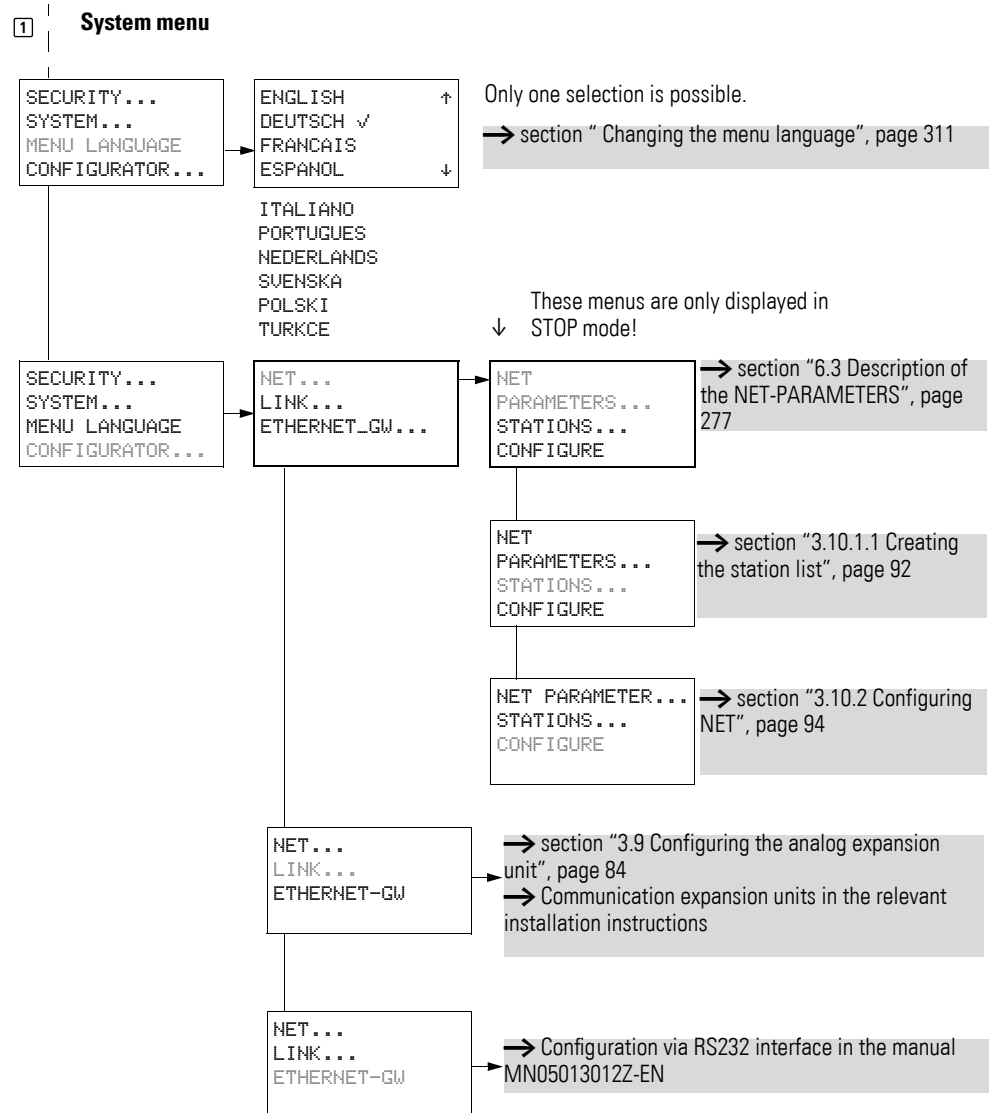 1 System menu
SECURITY...
SYSTEM...
MENU LANGUAGE
CONFIGURATOR...
ENGLISH ↑
DEUTSCH √
FRANCAIS
ESPANOL ↓
ITALIANO
PORTUGUES
NEDERLANDS
SVENSKA
POLSKI
TURKCE
Only one selection is possible.
→ section " Changing the menu language", page 311
These menus are only displayed in
↓ STOP mode!
SECURITY...
SYSTEM...
MENU LANGUAGE
CONFIGURATOR...
NET...
LINK...
ETHERNET_GW...
NET
PARAMETERS...
STATIONS...
CONFIGURE
→ section "6.3 Description of
the NET-PARAMETERS", page
277
NET
PARAMETERS...
STATIONS...
CONFIGURE
→ section "3.10.1.1 Creating
the station list", page 92
NET PARAMETER...
STATIONS...
CONFIGURE
→ section "3.10.2 Configuring
NET", page 94
NET...
LINK...
ETHERNET-GW
→ section "3.9 Configuring the analog expansion
unit", page 84
→ Communication expansion units in the relevant
installation instructions
NET...
LINK...
ETHERNET-GW
→ Configuration via RS232 interface in the manual
MN05013012Z-EN